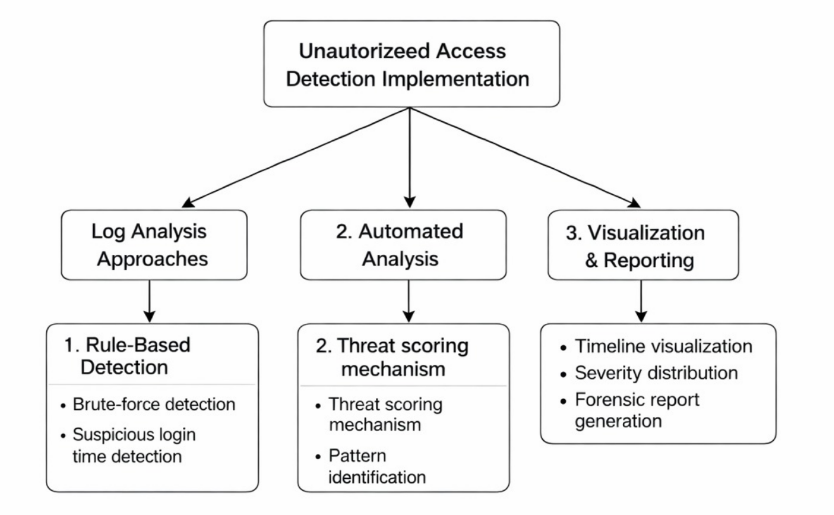 Unautorizeed Access
Detection Implementation
Log Analysis
Approaches
2. Automated
Analysis
3. Visualization
& Reporting
1. Rule-Based
Detection
• Brute-force detection
• Suspicious login
time detection
2. Threat scoring
mechanism
• Threat scoring
mechanism
• Pattern
identification
• Timeline visualization
• Severity distribution
• Forensic report
generation